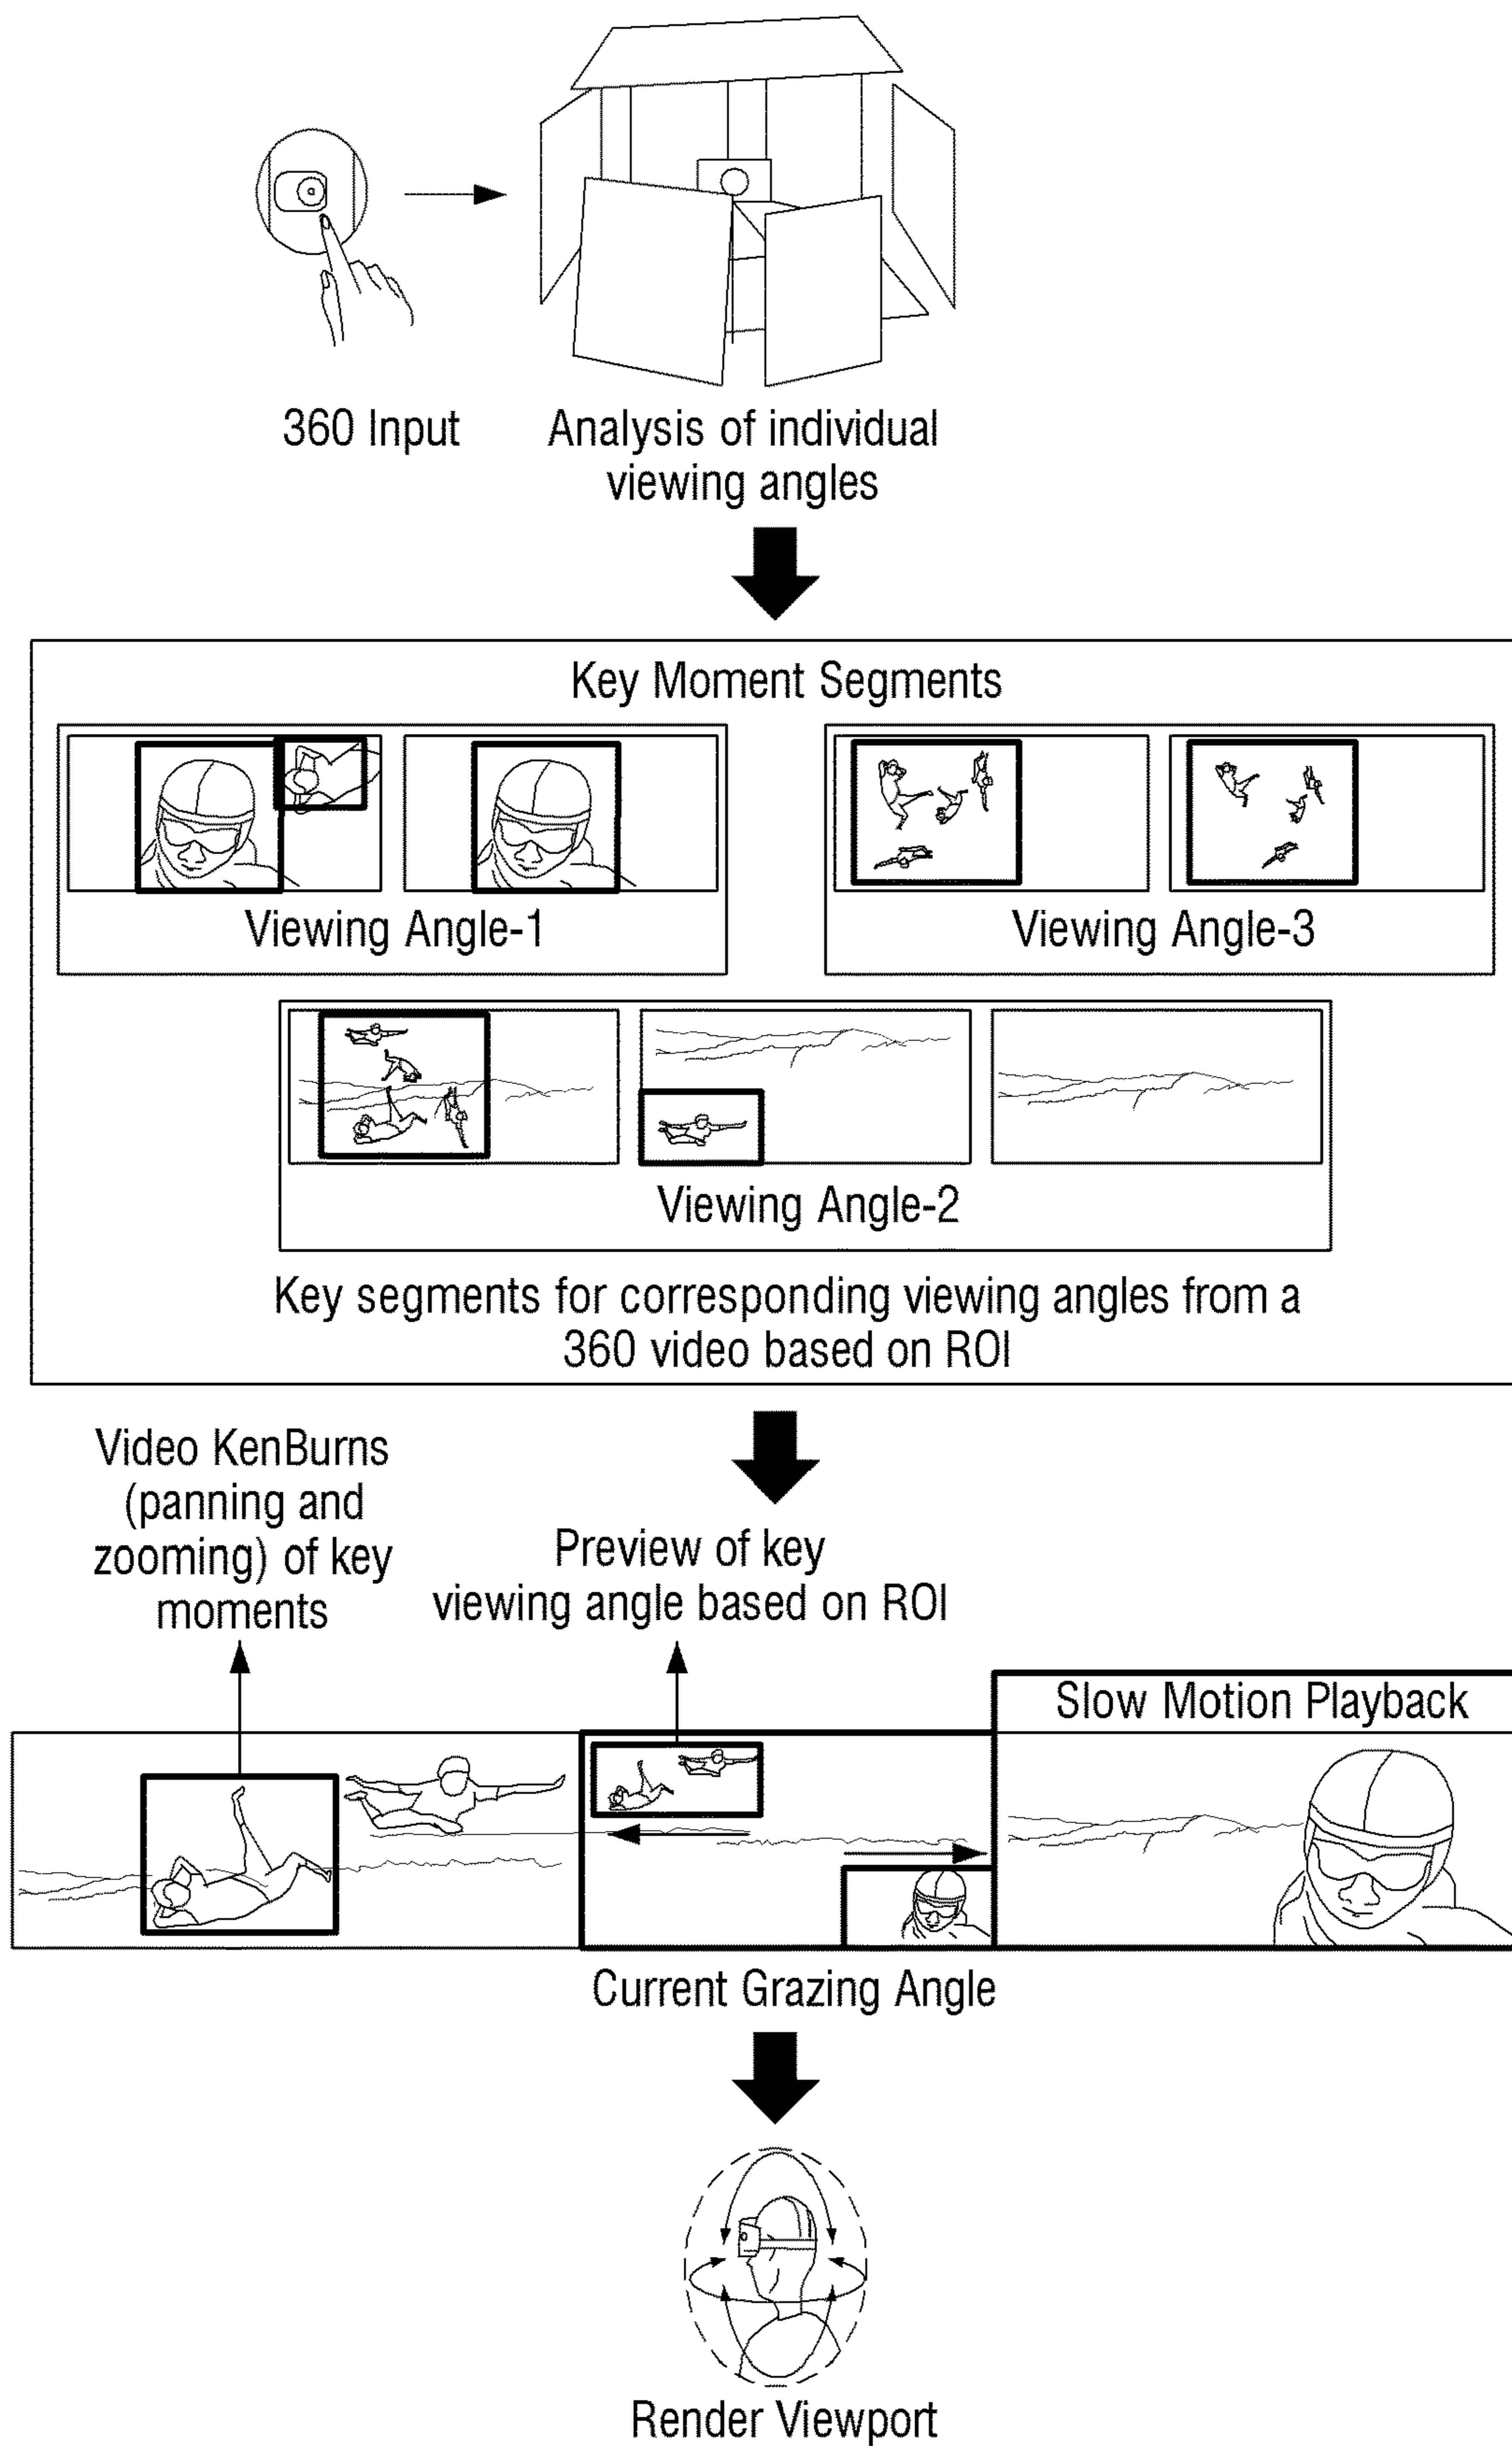 360 Input
Analysis of individual
viewing angles
Key Moment Segments
Viewing Angle-1
Viewing Angle-3
Viewing Angle-2
Key segments for corresponding viewing angles from a
360 video based on ROI
Video KenBurns
(panning and
zooming) of key
moments
Preview of key
viewing angle based on ROI
Slow Motion Playback
Current Grazing Angle
Render Viewport